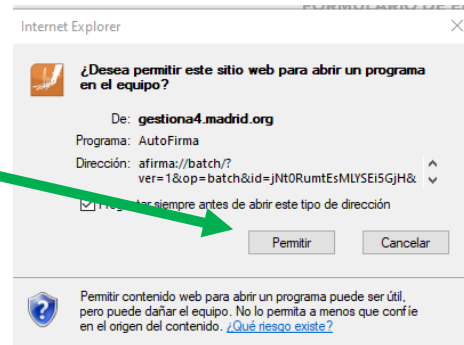 FORMULARIO DE
Internet Explorer
¿Desea permitir este sitio web para abrir un programa
en el equipo?
De: gestiona4.madrid.org
Programa: AutoFirma
Dirección: afirma://batch/?
ver=1&op=batch&id=jNt0RumtEsMLYSEi5GjH&
siempre antes de abrir este tipo de dirección
Permitir Cancelar
Permitir contenido web para abrir un programa puede ser útil,
pero puede dañar el equipo. No lo permita a menos que confíe
en el origen del contenido. ¿Qué riesgo existe?